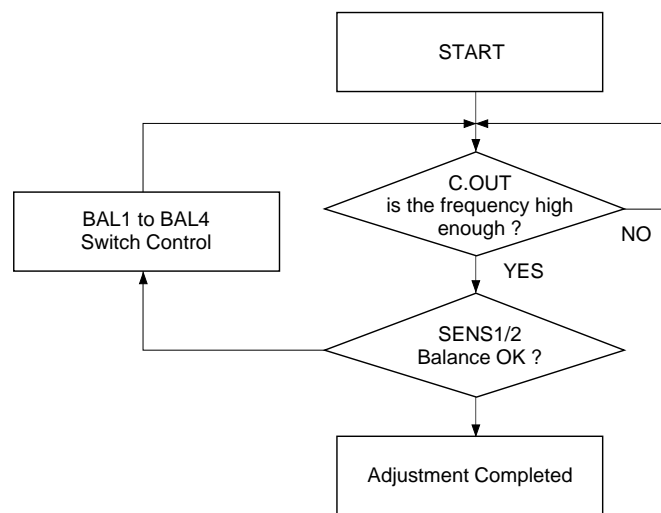 START
C.OUT
is the frequency high
enough ?
NO
YES
BAL1 to BAL4
Switch Control
SENS1/2
Balance OK ?
Adjustment Completed